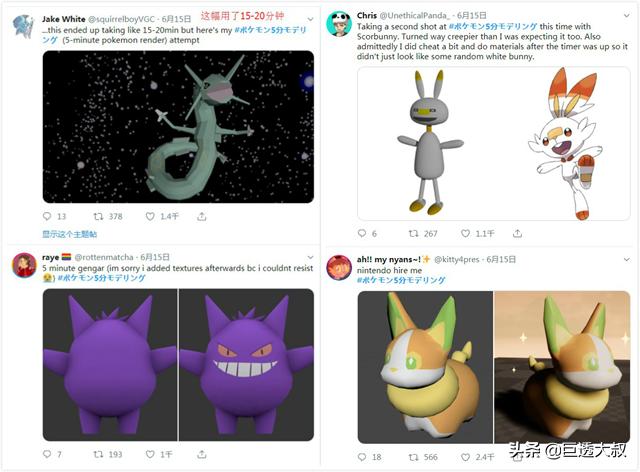 Jake White @squirrelboyVGC · 6月15日
这幅用了15-20分钟
...this ended up taking like 15-20min but here's my #ポケモン5分モデリ
ング (5-minute pokemon render) attempt
13 378 1.4千
显示这个主题帖
Chris @UnethicalPanda_ · 6月15日
Taking a second shot at #ポケモン5分モデリング this time with
Scorbunny. Turned way creepier than I was expecting it too. Also
admittedly I did cheat a bit and do materials after the timer was up so it
didn't just look like some random white bunny.
6 267 1.1千
raye @rottenmatcha · 6月15日
5 minute gengar (im sorry i added textures afterwards bc i couldnt resist
) #ポケモン5分モデリング
7 193 1千
ah!! my nyans~! @kitty4pres · 6月15日
nintendo hire me
#ポケモン5分モデリング
18 566 2.4千
头条 @巨透大叔